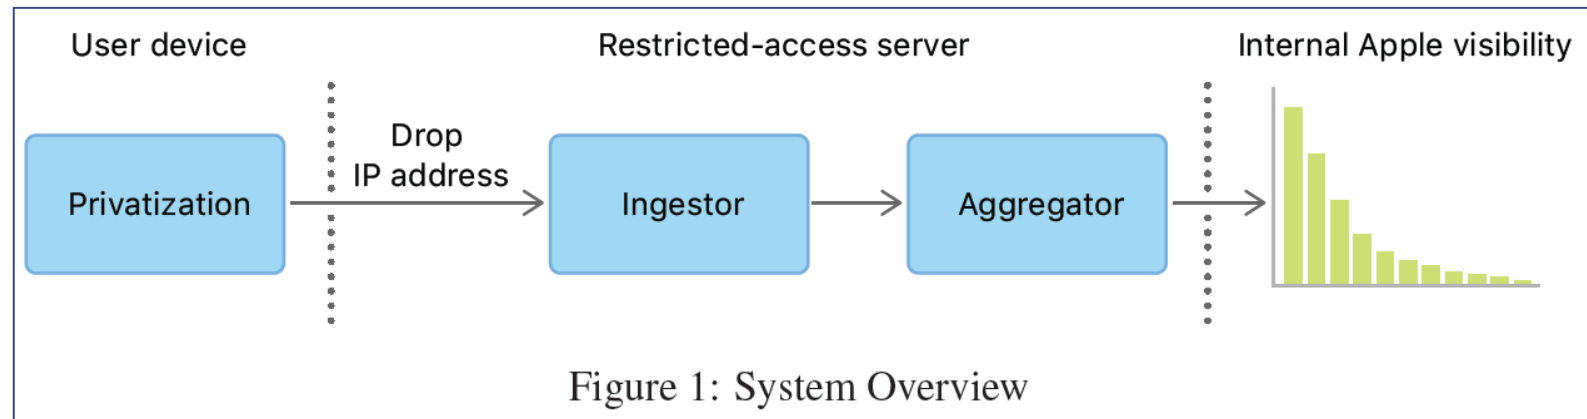 User device
Restricted-access server
Internal Apple visibility
Drop
IP address
Privatization
Ingestor
Aggregator
Figure 1: System Overview